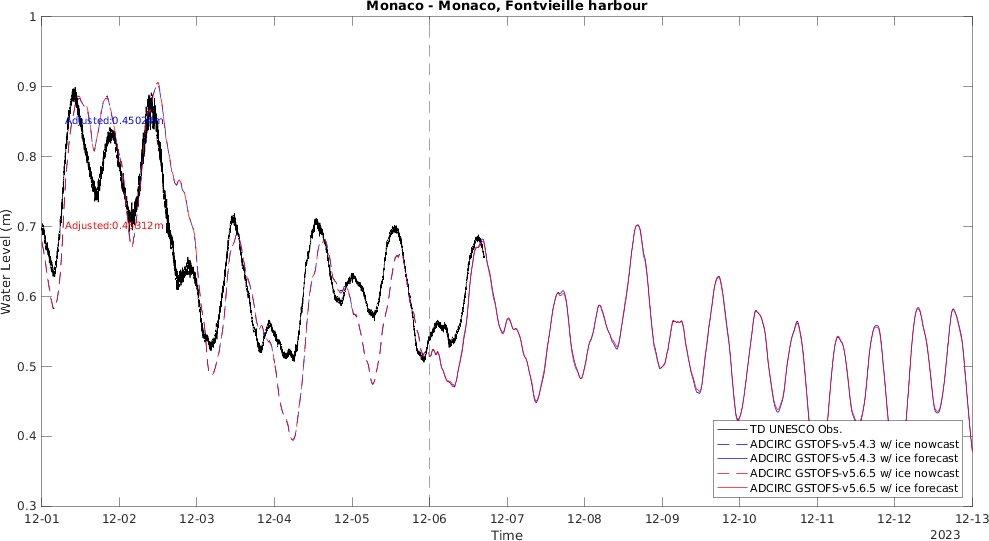 Monaco - Monaco, Fontvieille harbour
Water Level (m)
1
0.9
0.8
0.7
0.6
0.5
0.4
0.3
Adjusted:0.45024m
Adjusted:0.45312m
12-01
12-02
12-03
12-04
12-05
12-06
12-07
12-08
12-09
12-10
12-11
12-12
12-13
Time
2023
TD UNESCO Obs.
ADCIRC GSTOFS-v5.4.3 w/ ice nowcast
ADCIRC GSTOFS-v5.4.3 w/ ice forecast
ADCIRC GSTOFS-v5.6.5 w/ ice nowcast
ADCIRC GSTOFS-v5.6.5 w/ ice forecast